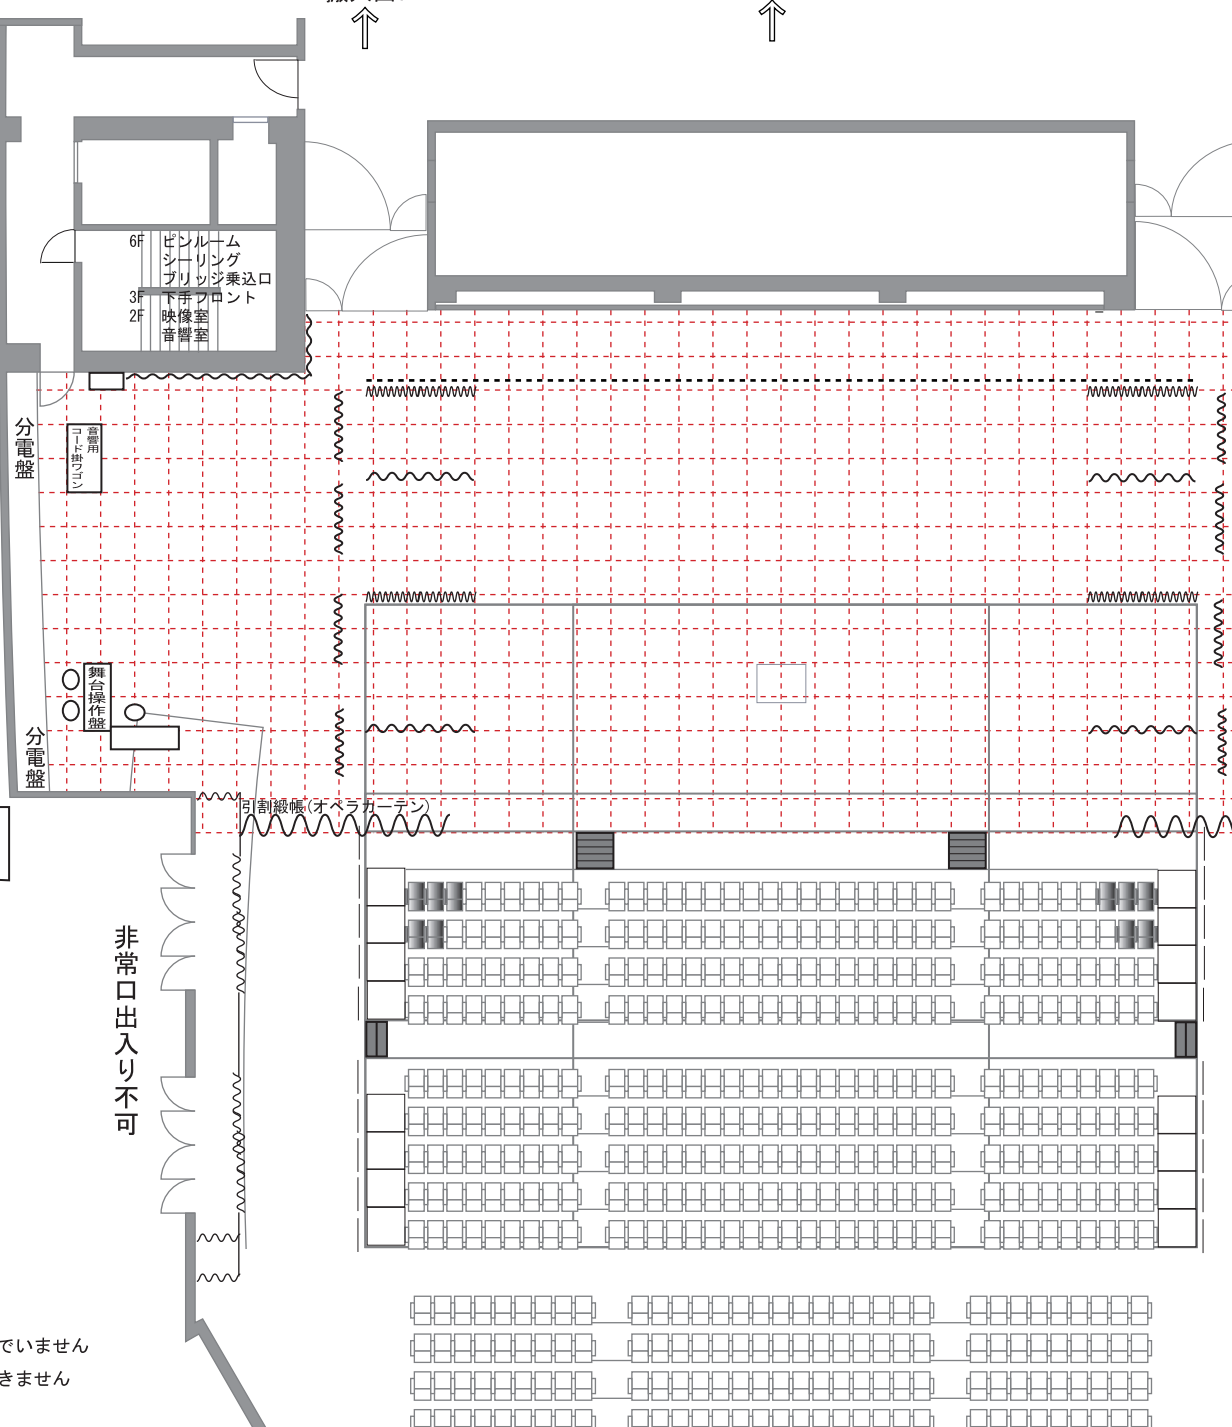 6F ピンルーム
シーリング
ブリッジ乗込口
3F 下手フロント
2F 映像室
音響室
分電盤
音響用
コード掛ワゴン
舞台操作盤
分電盤
引割緞帳(オペラカーテン)
非常口出入り不可
でいません
きません